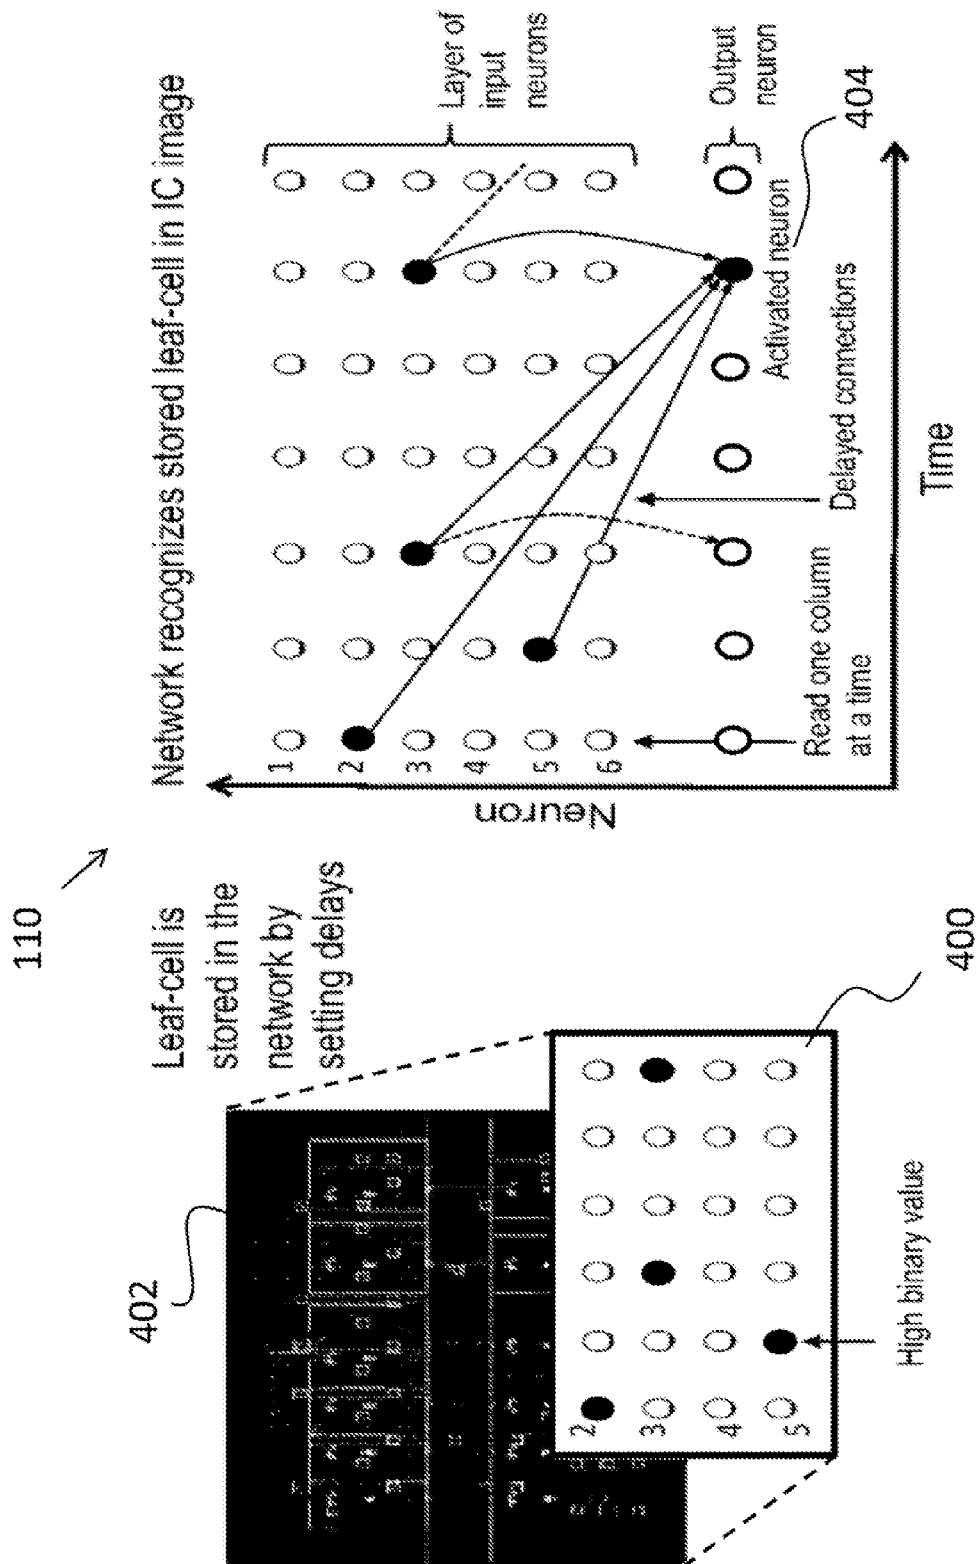 110
Leaf-cell is
stored in the
network by
setting delays
402
2
3
4
5
High binary value
400
Network recognizes stored leaf-cell in IC image
Neuron
1
2
3
4
5
6
Layer of
input
neurons
Output
neuron
Read one column
at a time
Delayed connections
Activated neuron
404
Time